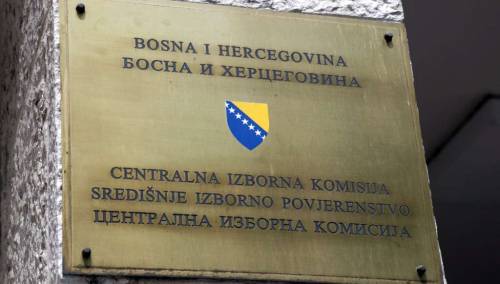 BOSNA I HERCEGOVINA
БОСНА И ХЕРЦЕГОВИНА
CENTRALNA IZBORNA KOMISIJA
SREDIŠNJE IZBORNO POVJERENSTVO
ЦЕНТРАЛНА ИЗБОРНА КОМИСИЈА